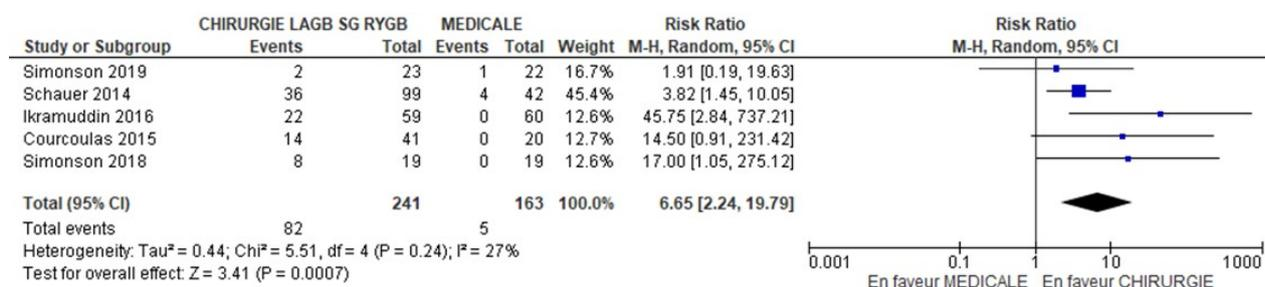 CHIRURGIE LAGB SG RYGB MEDICALE Risk Ratio Risk Ratio
Study or Subgroup Events Total Events Total Weight M-H, Random, 95% CI M-H, Random, 95% CI
Simonson 2019 2 23 1 22 16.7% 1.91 [0.19, 19.63]
Schauer 2014 36 99 4 42 45.4% 3.82 [1.45, 10.05]
Ikramuddin 2016 22 59 0 60 12.6% 45.75 [2.84, 737.21]
Courcoulas 2015 14 41 0 20 12.7% 14.50 [0.91, 231.42]
Simonson 2018 8 19 0 19 12.6% 17.00 [1.05, 275.12]
Total (95% CI) 241 163 100.0% 6.65 [2.24, 19.79]
Total events 82 5
Heterogeneity: Tau² = 0.44; Chi² = 5.51, df = 4 (P = 0.24); I² = 27%
Test for overall effect: Z = 3.41 (P = 0.0007)
0.001 0.1 1 10 1000
En faveur MEDICALE En faveur CHIRURGIE